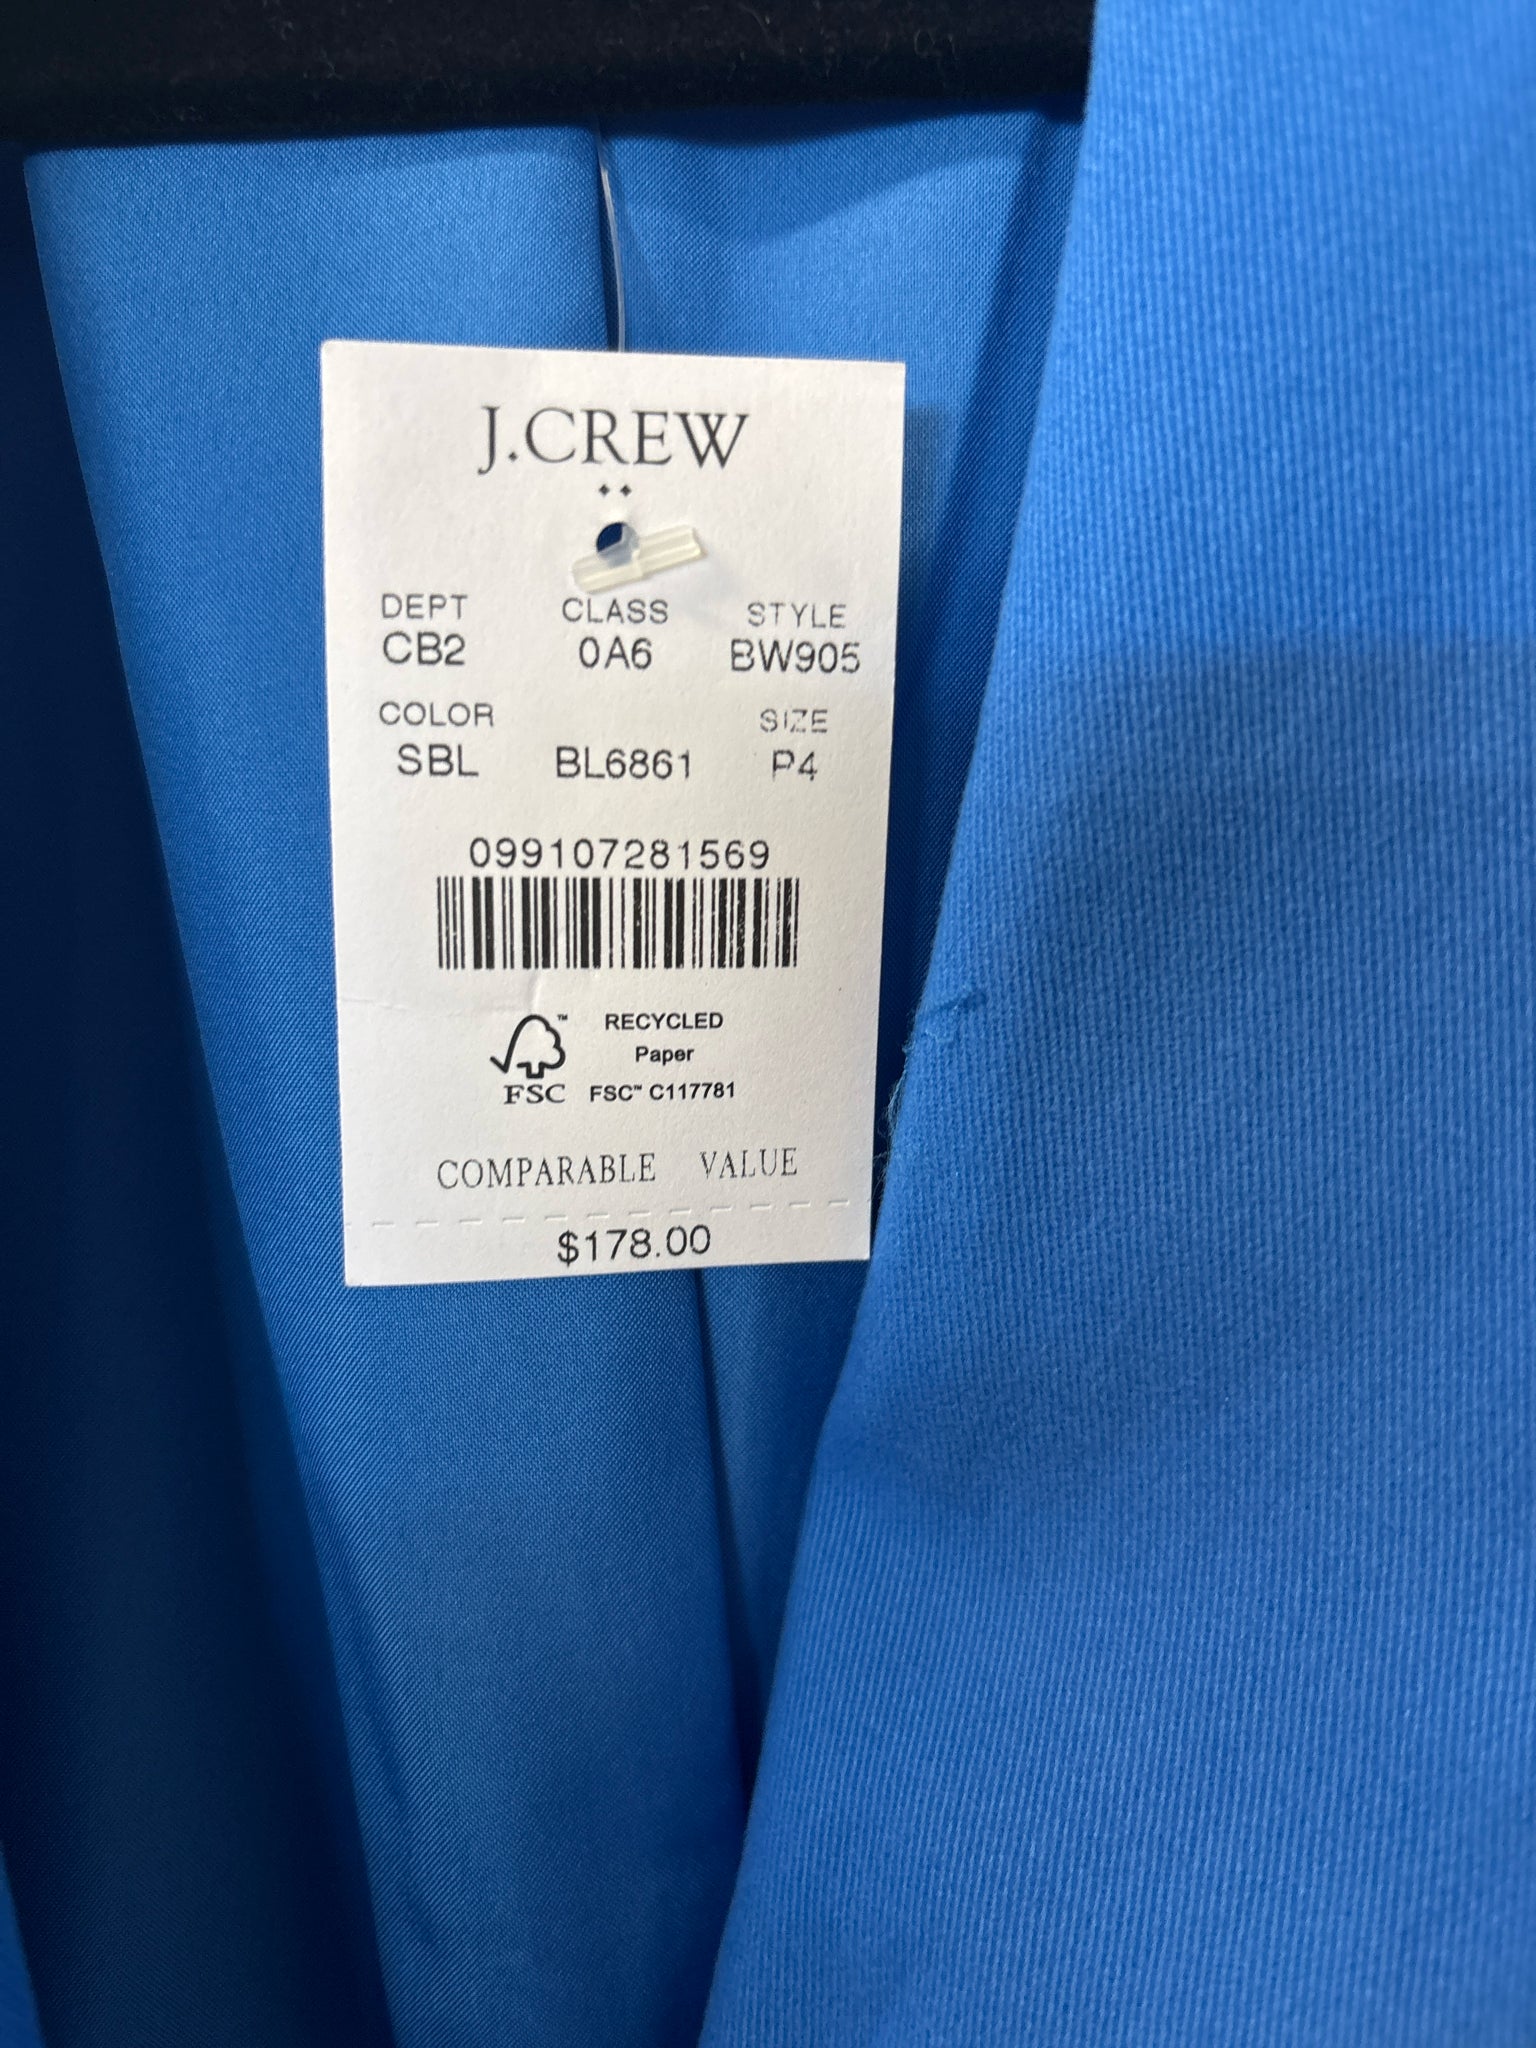 J.CREW
DEPT CLASS STYLE
CB2 0A6 BW905
COLOR SIZE
SBL BL6861 P4
099107281569
™ RECYCLED
Paper
FSC FSC™ C117781
COMPARABLE VALUE
$178.00